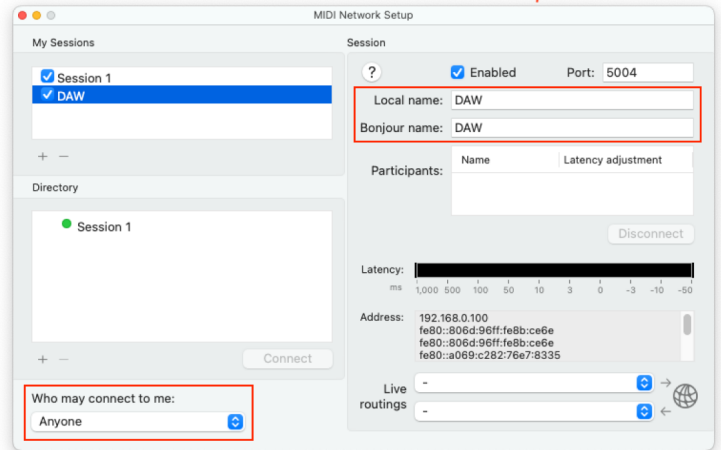 MIDI Network Setup
My Sessions
Session 1
DAW
+ −
Directory
Session 1
+ −
Connect
Who may connect to me:
Anyone
Session
?
Enabled
Port: 5004
Local name: DAW
Bonjour name: DAW
Participants:
Name Latency adjustment
Disconnect
Latency:
ms 1,000 500 100 50 10 3 0 -3 -10 -50
Address: 192.168.0.100
fe80::806d:96ff:fe8b:ce6e
fe80::806d:96ff:fe8b:ce6e
fe80::a069:c282:76e7:8335
Live routings
-
-